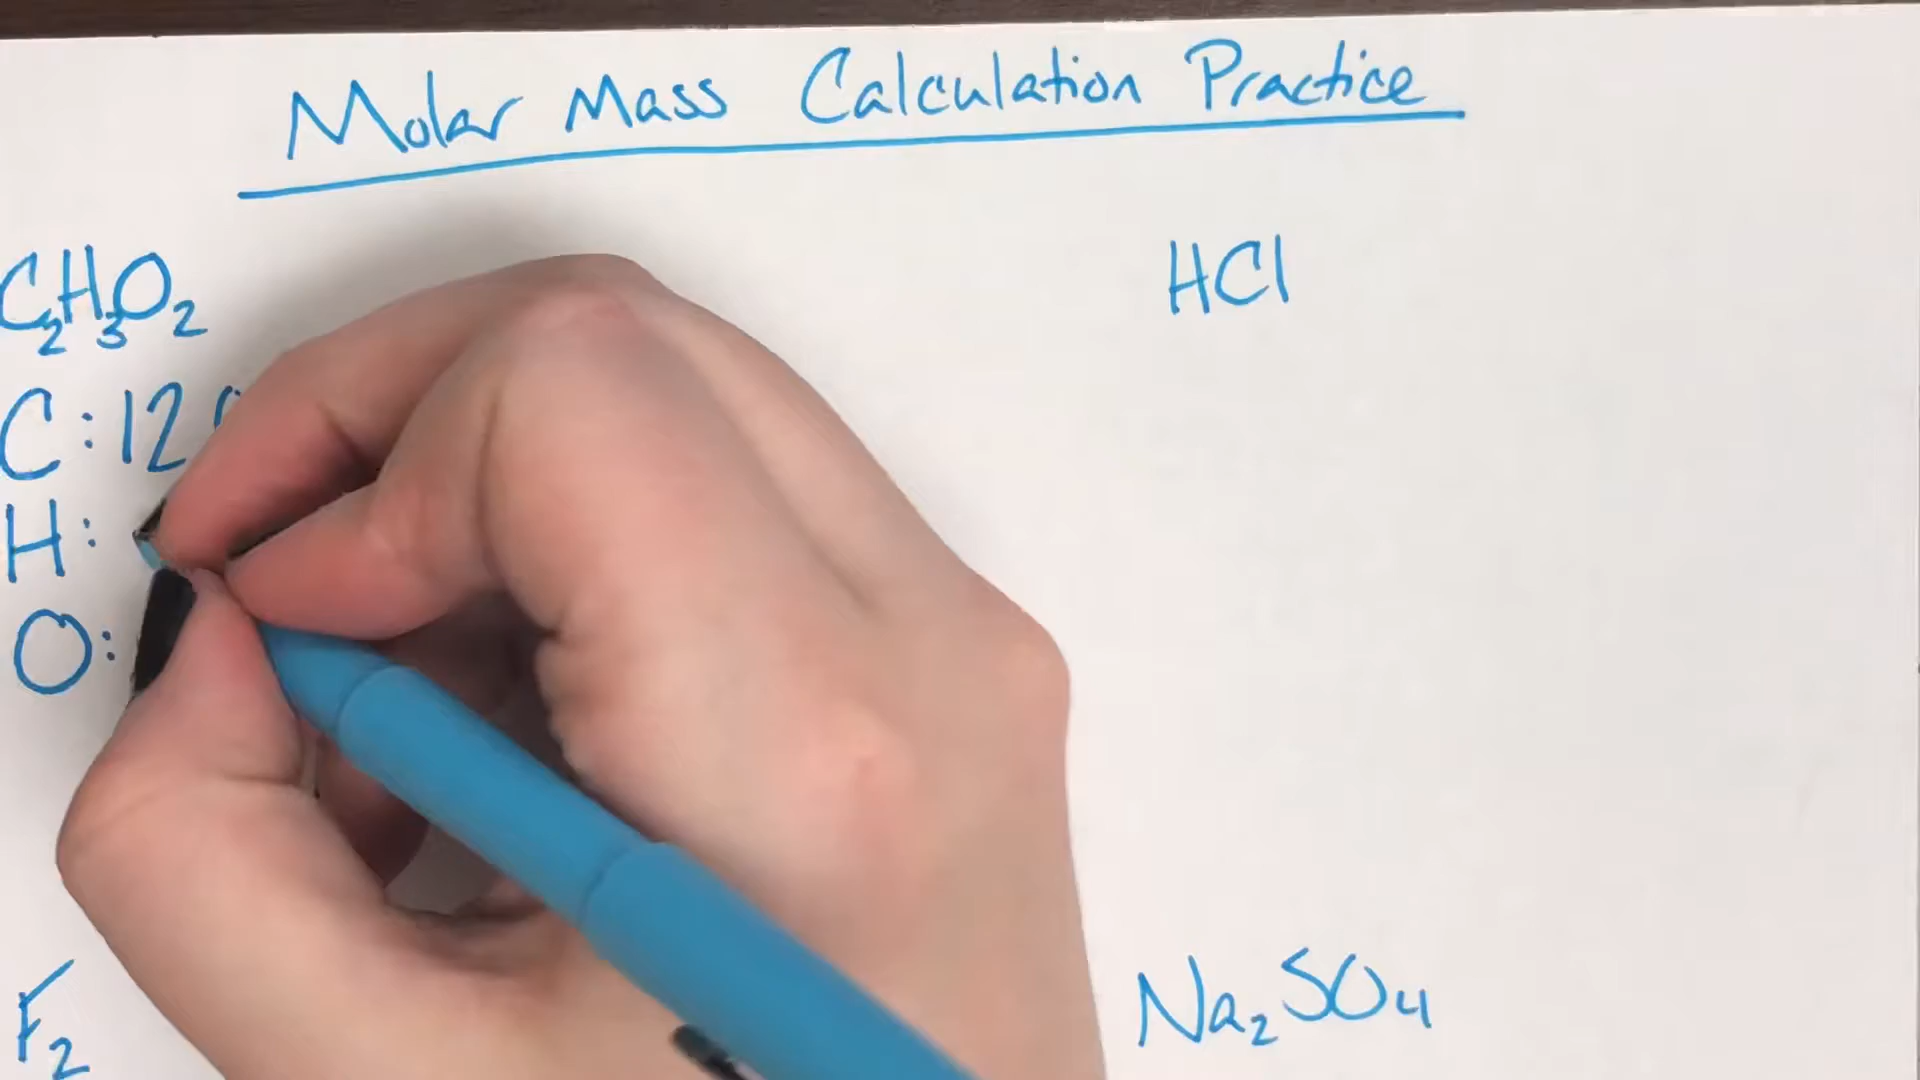 Molar Mass Calculation Practice
C₂H₃O₂
HCl
C: 12
H:
O:
F₂
Na₂SO₄